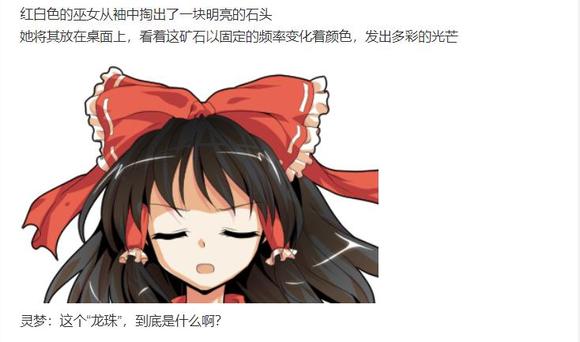 红白色的巫女从袖中掏出了一块明亮的石头
她将其放在桌面上，看着这矿石以固定的频率变化着颜色，发出多彩的光芒
灵梦：这个“龙珠”，到底是什么啊？